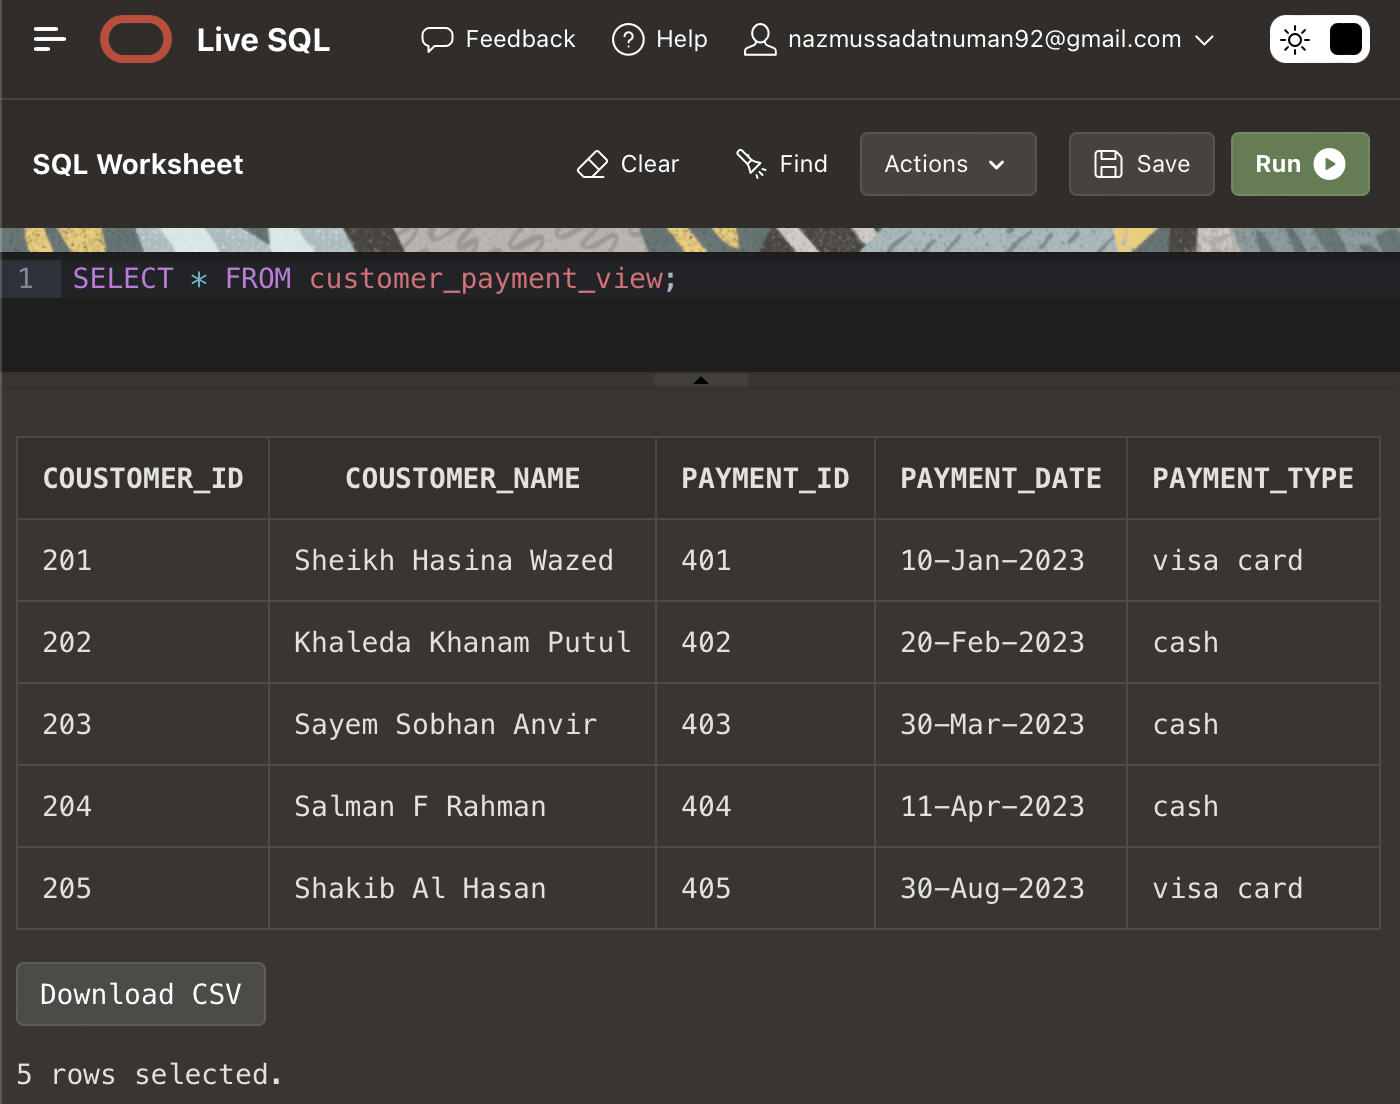 Live SQL Feedback Help nazmussadatnuman92@gmail.com
SQL Worksheet Clear Find Actions Save Run
1 SELECT * FROM customer_payment_view;
COUSTOMER_ID COUSTOMER_NAME PAYMENT_ID PAYMENT_DATE PAYMENT_TYPE
201 Sheikh Hasina Wazed 401 10-Jan-2023 visa card
202 Khaleda Khanam Putul 402 20-Feb-2023 cash
203 Sayem Sobhan Anvir 403 30-Mar-2023 cash
204 Salman F Rahman 404 11-Apr-2023 cash
205 Shakib Al Hasan 405 30-Aug-2023 visa card
Download CSV
5 rows selected.